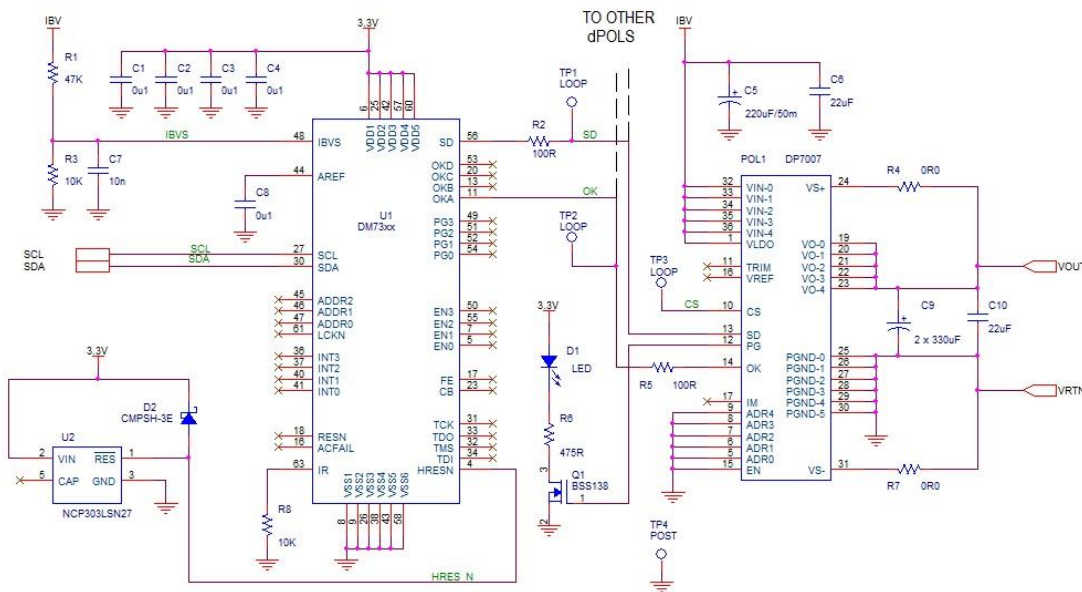 TO OTHER
dPOLS
IBV
3,3V
IBV
R1
47K
C1
0u1
C2
0u1
C3
0u1
C4
0u1
TP1
LOOP
C5
220uF/50m
C6
22uF
6
25
42
57
60
VDD1
VDD2
VDD3
VDD4
VDD5
IBVS
48
IBVS
SD
56
R2
100R
SD
R3
10K
C7
10n
44
AREF
C8
0u1
U1
DM73xx
OKD
53
OKC
20
OKB
13
OKA
11
OK
PG3
49
PG2
51
PG1
52
PG0
54
TP2
LOOP
SCL
SDA
SCL
SDA
27
SCL
30
SDA
45
ADDR2
46
ADDR1
47
ADDR0
61
LCKN
EN3
50
EN2
55
EN1
7
EN0
5
36
INT3
37
INT2
40
INT1
41
INT0
FE
17
CB
23
TCK
31
TDO
33
TMS
32
TDI
34
HRESN
4
18
RESN
16
ACFAIL
63
IR
VSS1
VSS2
VSS3
VSS4
VSS5
VSS6
8
9
26
38
43
58
R8
10K
HRES_N
3,3V
D2
CMPSH-3E
U2
2
VIN
RES
1
5
CAP
GND
3
NCP303LSN27
3,3V
D1
LED
R6
475R
3
Q1
BSS138
1
2
TP3
LOOP
CS
R5
100R
TP4
POST
POL1
DP7007
32
VIN-0
33
VIN-1
34
VIN-2
35
VIN-3
36
VIN-4
1
VLDO
11
TRIM
16
VREF
10
CS
13
SD
12
PG
14
OK
17
IM
9
ADR4
8
ADR3
7
ADR2
6
ADR1
5
ADR0
15
EN
VS+
24
R4
0R0
VO-0
19
VO-1
20
VO-2
21
VO-3
22
VO-4
23
VOUT
C9
2 x 330uF
C10
22uF
PGND-0
25
PGND-1
26
PGND-2
27
PGND-3
28
PGND-4
29
PGND-5
30
VRTN
VS-
31
R7
0R0